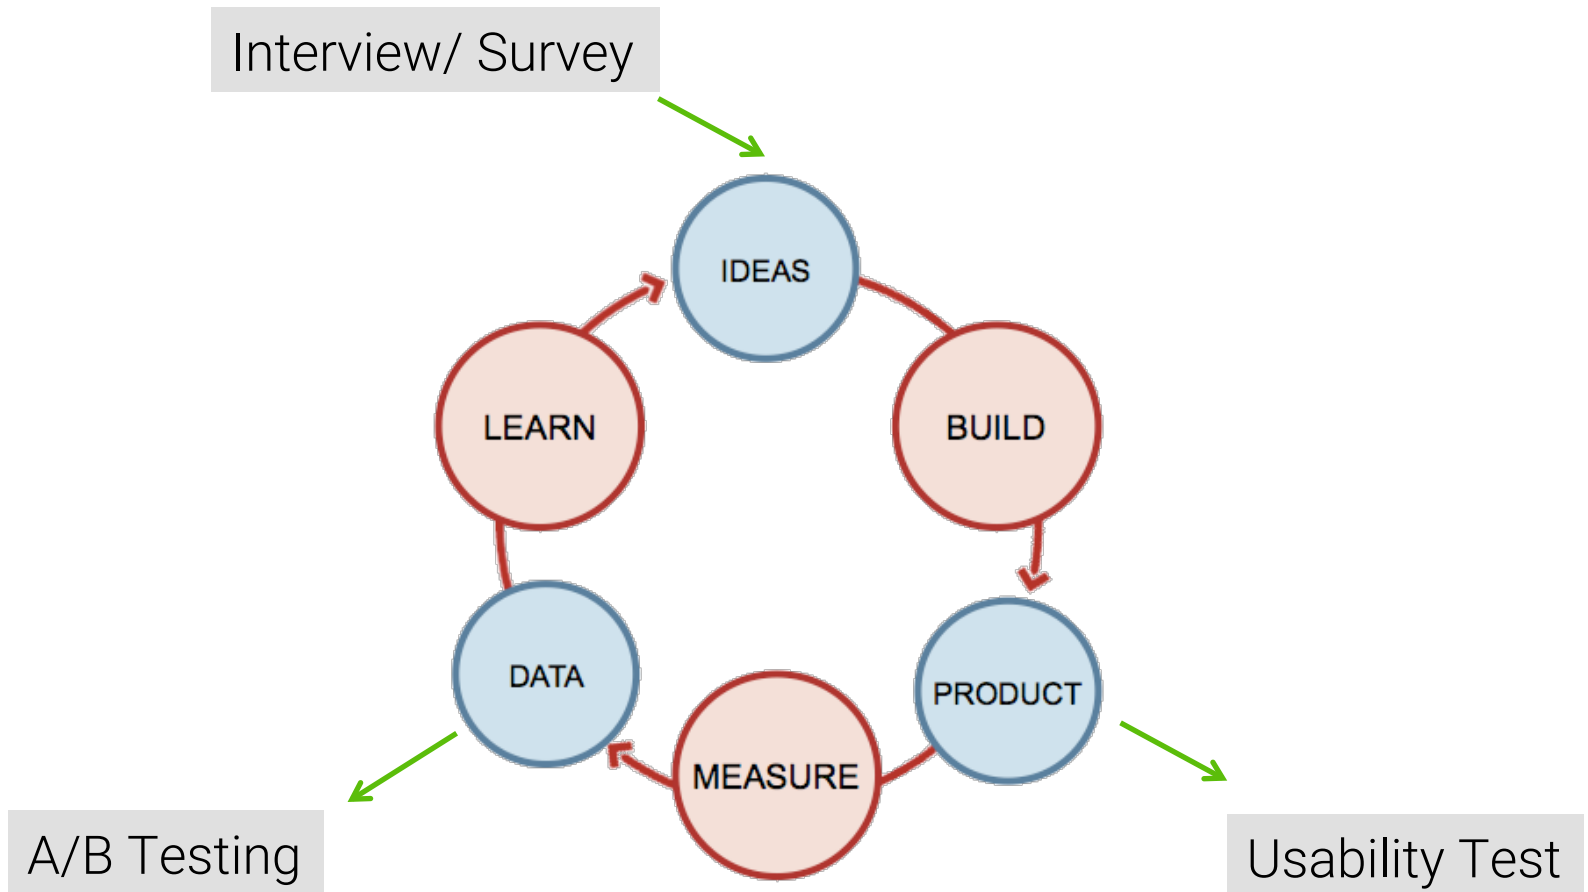 Interview/ Survey
IDEAS
LEARN
BUILD
DATA
PRODUCT
MEASURE
A/B Testing
Usability Test